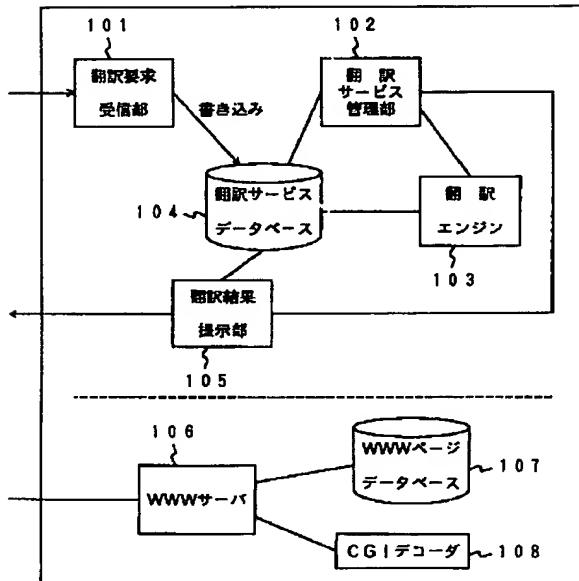 101
翻訳要求
受信部
書き込み
102
翻訳
サービス
管理部
104
翻訳サービス
データベース
翻訳
エンジン
103
翻訳結果
提示部
105
106
WWWサーバ
WWWページ
データベース
107
CGIデコーダ
108